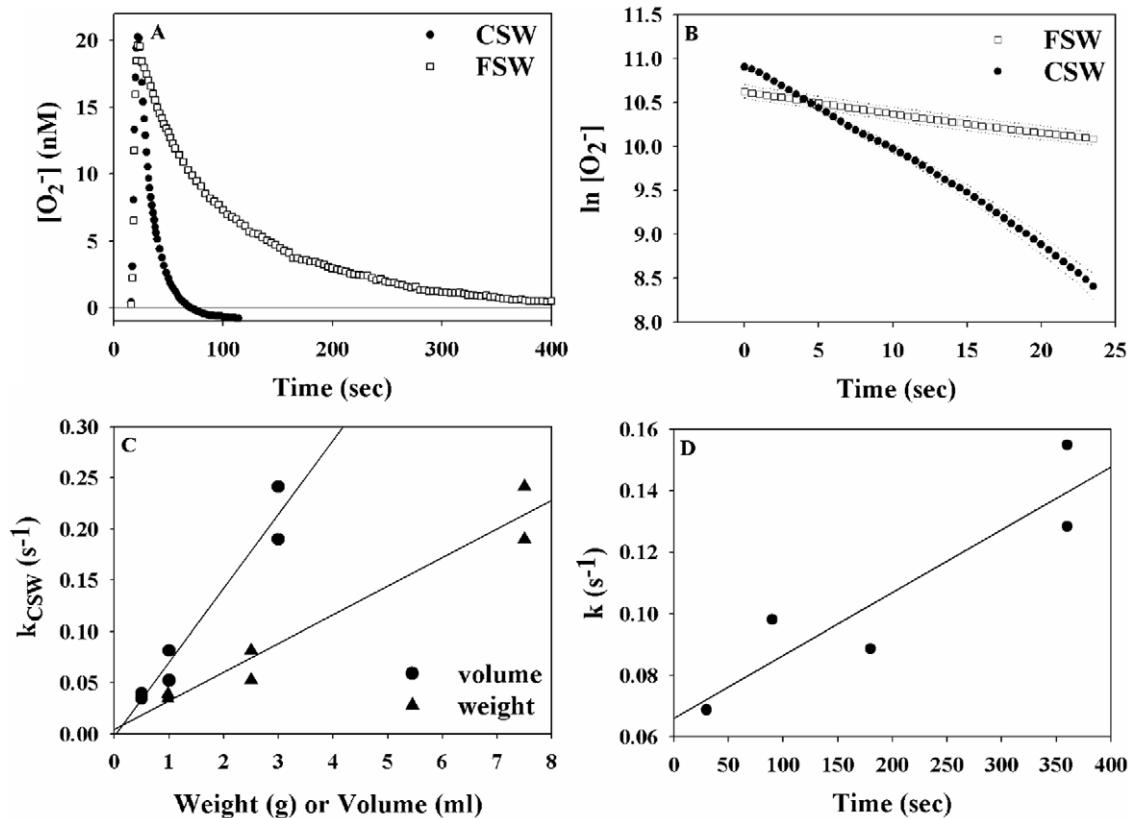 A
CSW
FSW
20
15
10
5
0
[O₂⁻] (nM)
0 100 200 300 400
Time (sec)
B
FSW
CSW
11.5
11.0
10.5
10.0
9.5
9.0
8.5
8.0
ln [O₂⁻]
0 5 10 15 20 25
Time (sec)
C
0.30
0.25
0.20
0.15
0.10
0.05
0.00
k_CSW (s⁻¹)
volume
weight
0 1 2 3 4 5 6 7 8
Weight (g) or Volume (ml)
D
0.16
0.14
0.12
0.10
0.08
0.06
k (s⁻¹)
0 50 100 150 200 250 300 350 400
Time (sec)